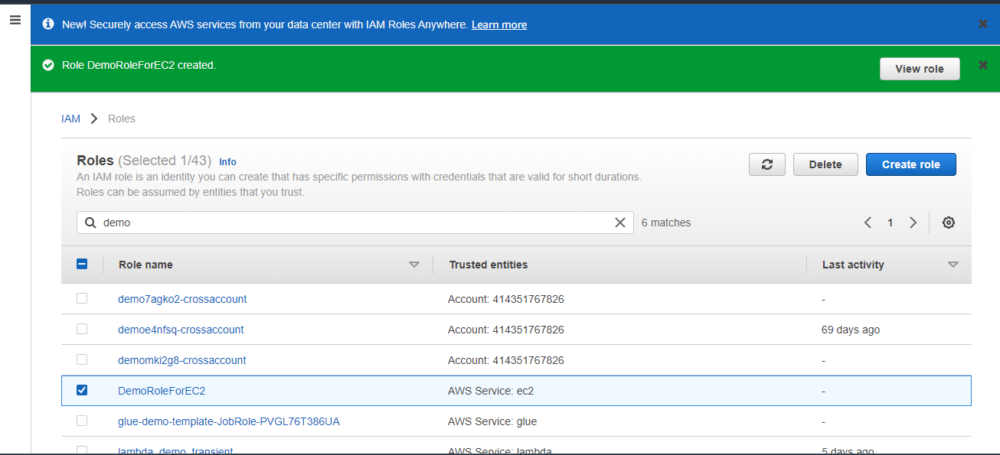 New! Securely access AWS services from your data center with IAM Roles Anywhere. Learn more
Role DemoRoleForEC2 created.
View role
IAM Roles
Roles (Selected 1/43) Info
An IAM role is an identity you can create that has specific permissions with credentials that are valid for short durations.
Roles can be assumed by entities that you trust.
Delete
Create role
demo
6 matches
1
Role name Trusted entities Last activity
demo7agko2-crossaccount Account: 414351767826 -
demoe4nfsq-crossaccount Account: 414351767826 69 days ago
demomki2g8-crossaccount Account: 414351767826 -
DemoRoleForEC2 AWS Service: ec2 -
glue-demo-template-JobRole-PVGL76T386UA AWS Service: glue -
lambda_demo_transient AWS Service: lambda 5 days ago